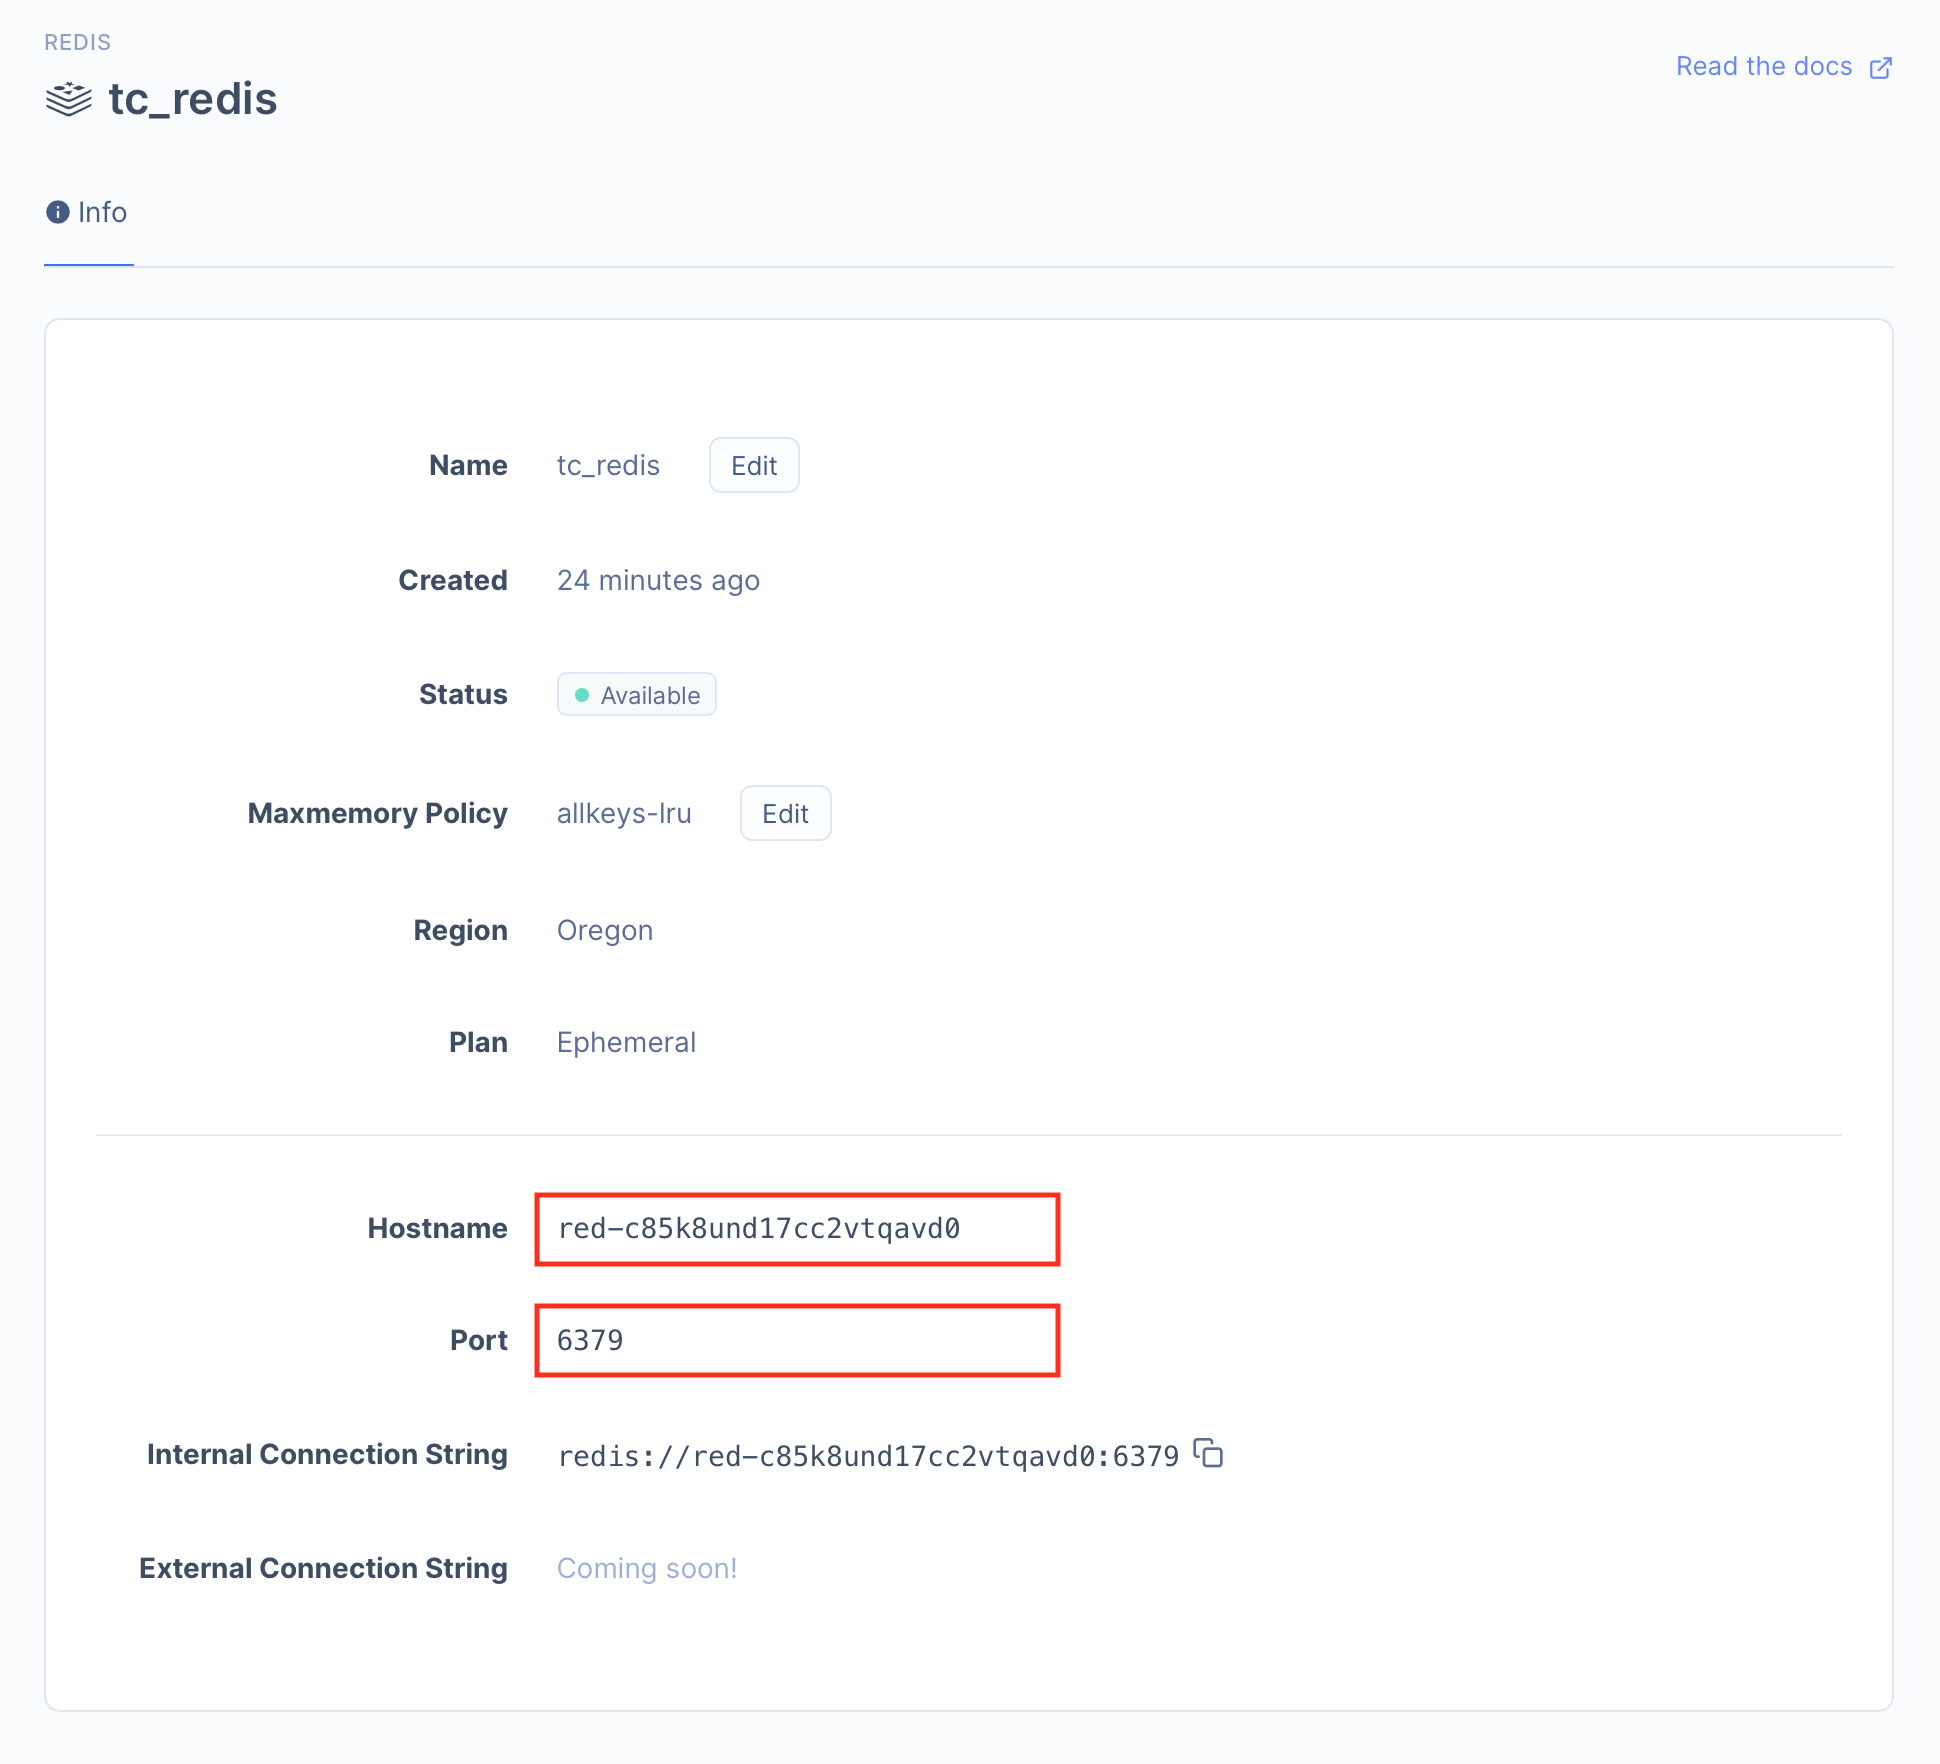 REDIS
Read the docs
tc_redis
Info
Name tc_redis Edit
Created 24 minutes ago
Status Available
Maxmemory Policy allkeys-lru Edit
Region Oregon
Plan Ephemeral
Hostname red-c85k8und17cc2vtqavd0
Port 6379
Internal Connection String redis://red-c85k8und17cc2vtqavd0:6379
External Connection String Coming soon!